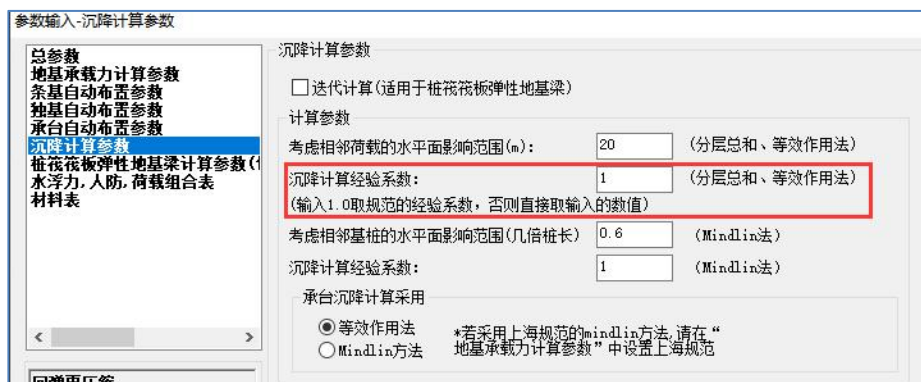 参数输入-沉降计算参数
总参数
地基承载力计算参数
条基自动布置参数
独基自动布置参数
承台自动布置参数
沉降计算参数
桩筏筏板弹性地基梁计算参数(
水浮力,人防,荷载组合表
材料表
沉降计算参数
迭代计算(适用于桩筏筏板弹性地基梁)
计算参数
考虑相邻荷载的水平面影响范围(m): 20 (分层总和、等效作用法)
沉降计算经验系数: 1 (分层总和、等效作用法)
(输入1.0取规范的经验系数,否则直接取输入的数值)
考虑相邻基桩的水平面影响范围(几倍桩长) 0.6 (Mindlin法)
沉降计算经验系数: 1 (Mindlin法)
承台沉降计算采用
等效作用法
Mindlin方法
*若采用上海规范的mindlin方法,请在“
地基承载力计算参数”中设置上海规范
回弹再压缩